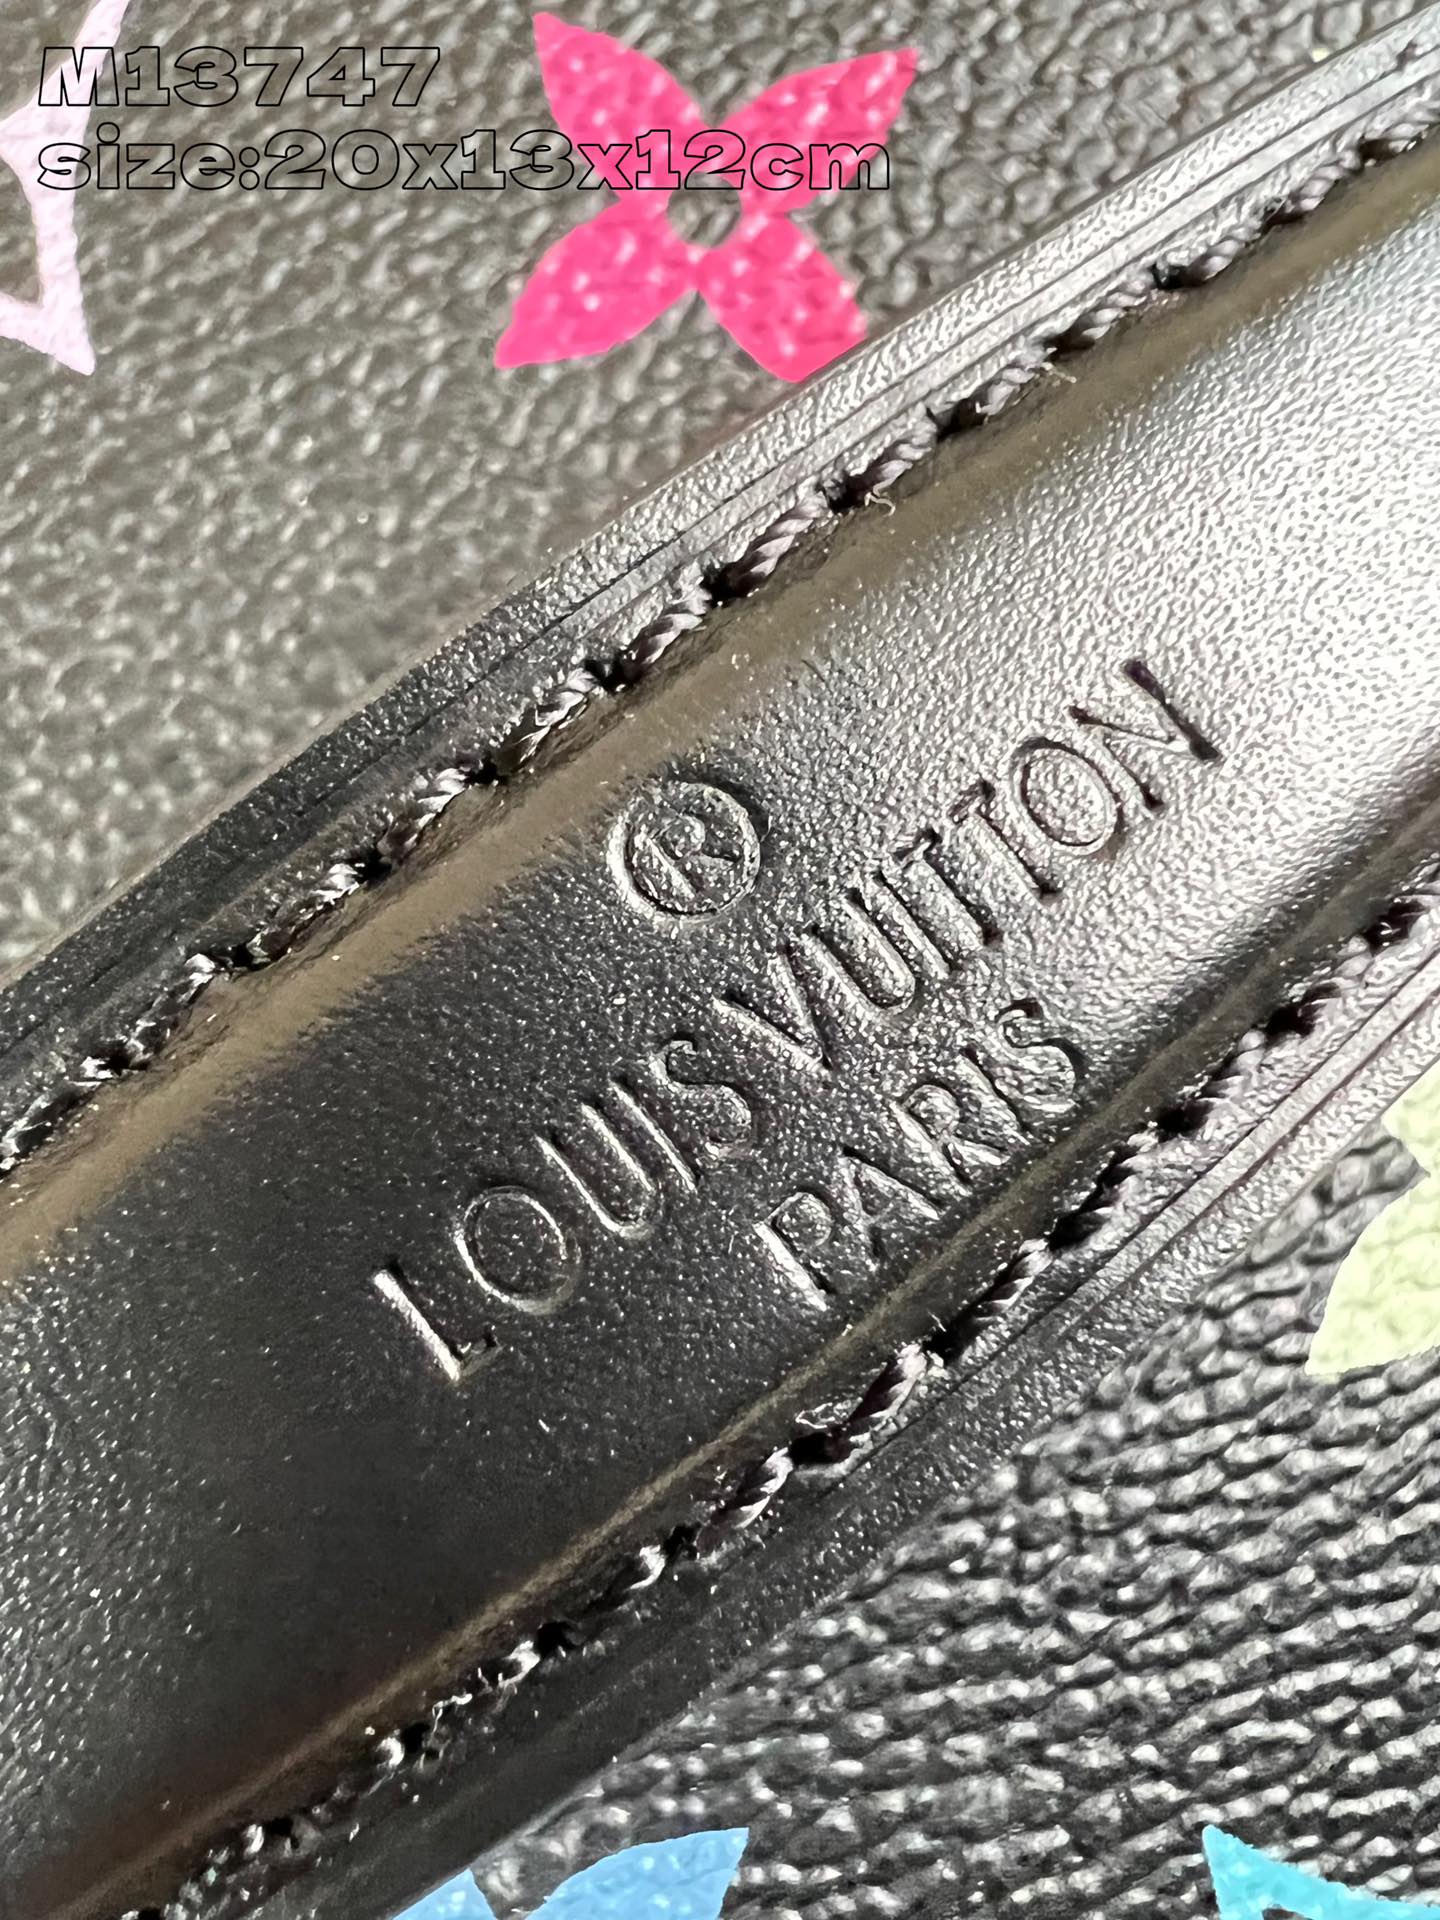 M13747
size:20x13x12cm
®
LOUIS VUITTON
PARIS